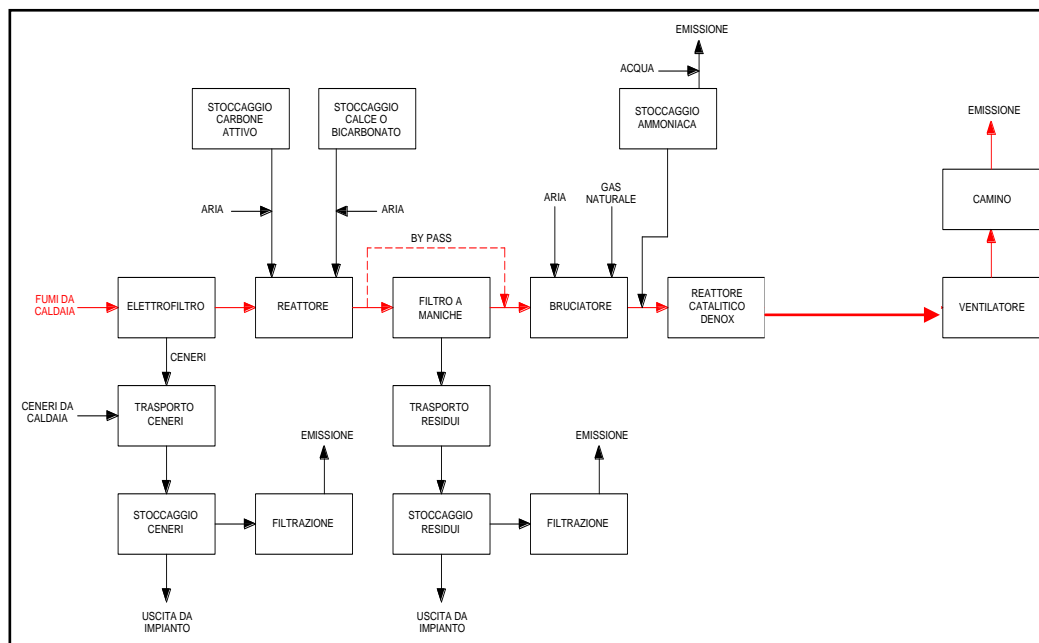 EMISSIONE
ACQUA
STOCCAGGIO
CARBONE
ATTIVO
STOCCAGGIO
CALCE O
BICARBONATO
STOCCAGGIO
AMMONIACA
EMISSIONE
ARIA
ARIA
ARIA
GAS
NATURALE
CAMINO
BY PASS
FUMI DA
CALDAIA
ELETTROFILTRO
REATTORE
FILTRO A
MANICHE
BRUCIATORE
REATTORE
CATALITICO
DENOX
VENTILATORE
CENERI
CENERI DA
CALDAIA
TRASPORTO
CENERI
TRASPORTO
RESIDUI
EMISSIONE
EMISSIONE
STOCCAGGIO
CENERI
FILTRAZIONE
STOCCAGGIO
RESIDUI
FILTRAZIONE
USCITA DA
IMPIANTO
USCITA DA
IMPIANTO